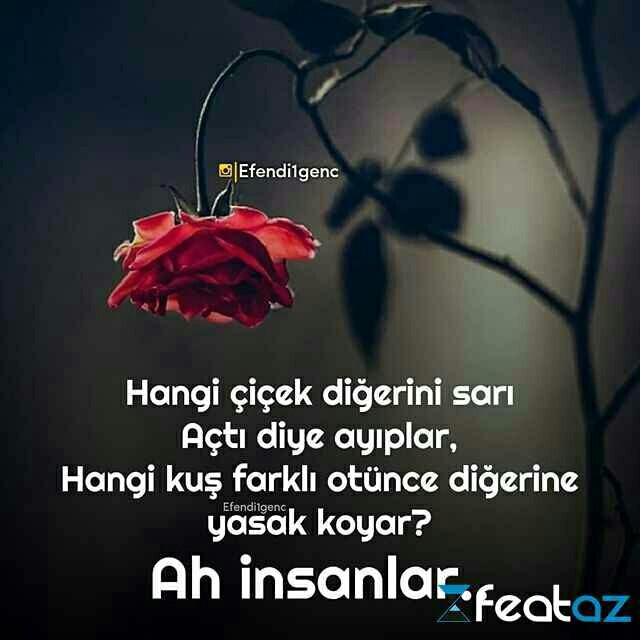 Efendi1genc
Hangi çiçek diğerini sarı
Açtı diye ayıplar,
Hangi kuş farklı otünce diğerine
Efendi1genc
yasak koyar?
Ah insanlar.
feataz